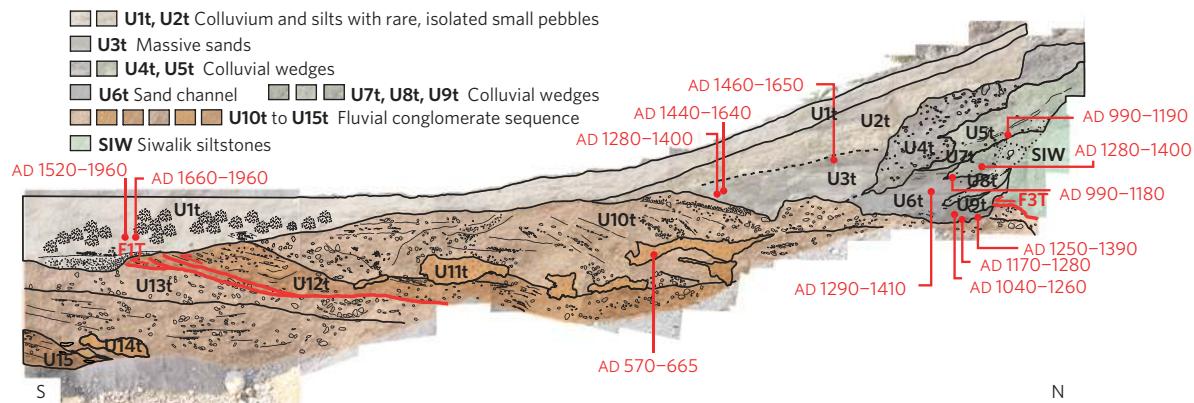 U1t, U2t Colluvium and silts with rare, isolated small pebbles
U3t Massive sands
U4t, U5t Colluvial wedges
U6t Sand channel U7t, U8t, U9t Colluvial wedges
U10t to U15t Fluvial conglomerate sequence
SIW Siwalik siltstones
AD 1460–1650
AD 1440–1640
AD 1280–1400
AD 1520–1960
AD 1660–1960
AD 990–1190
AD 1280–1400
AD 990–1180
AD 1250–1390
AD 1170–1280
AD 1040–1260
AD 1290–1410
AD 570–665
U1t
U2t
U4t
U5t
U7t
SIW
U3t
U8t
U6t
U9t
F3T
U1t
U10t
F1T
U11t
U13t
U12t
U14t
U15
S
N